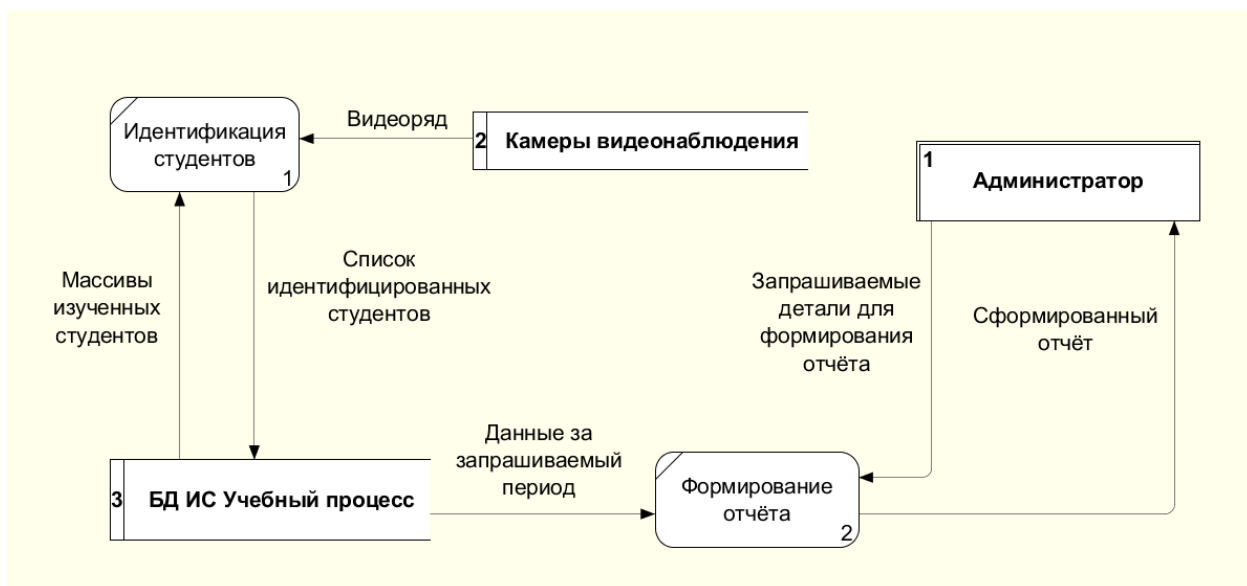 Идентификация
студентов
1
Видеоряд
2 Камеры видеонаблюдения
1
Администратор
Массивы
изученных
студентов
Список
идентифицированных
студентов
Запрашиваемые
детали для
формирования
отчёта
Сформированный
отчёт
3 БД ИС Учебный процесс
Данные за
запрашиваемый
период
Формирование
отчёта
2